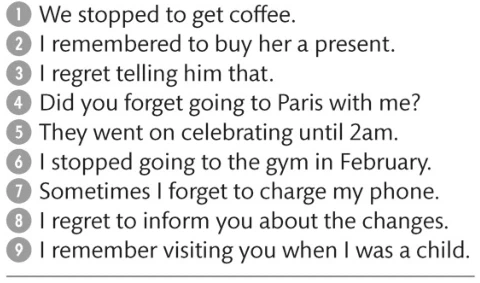 1 We stopped to get coffee.
2 I remembered to buy her a present.
3 I regret telling him that.
4 Did you forget going to Paris with me?
5 They went on celebrating until 2am.
6 I stopped going to the gym in February.
7 Sometimes I forget to charge my phone.
8 I regret to inform you about the changes.
9 I remember visiting you when I was a child.